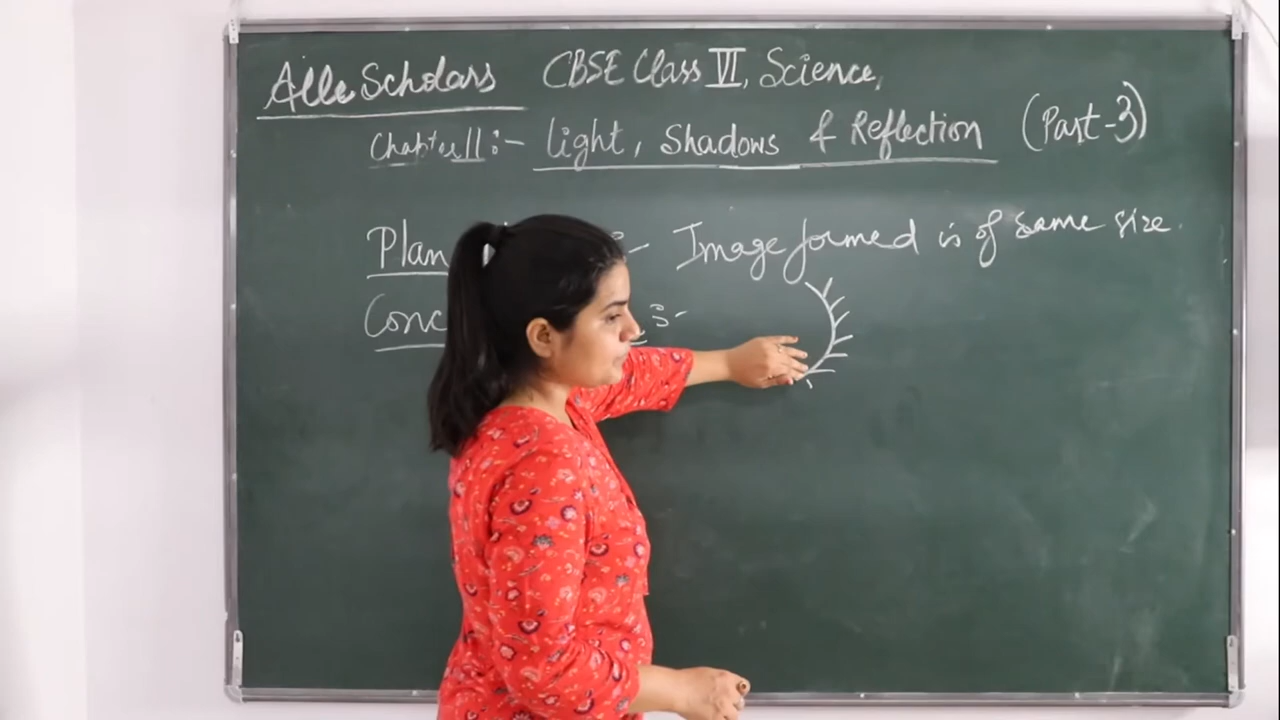 Alle Scholars CBSE Class VI, Science,
Chapter 11:- Light, Shadows & Reflection (Part-3)
Plan :- Image formed is of same size.
Conc :-